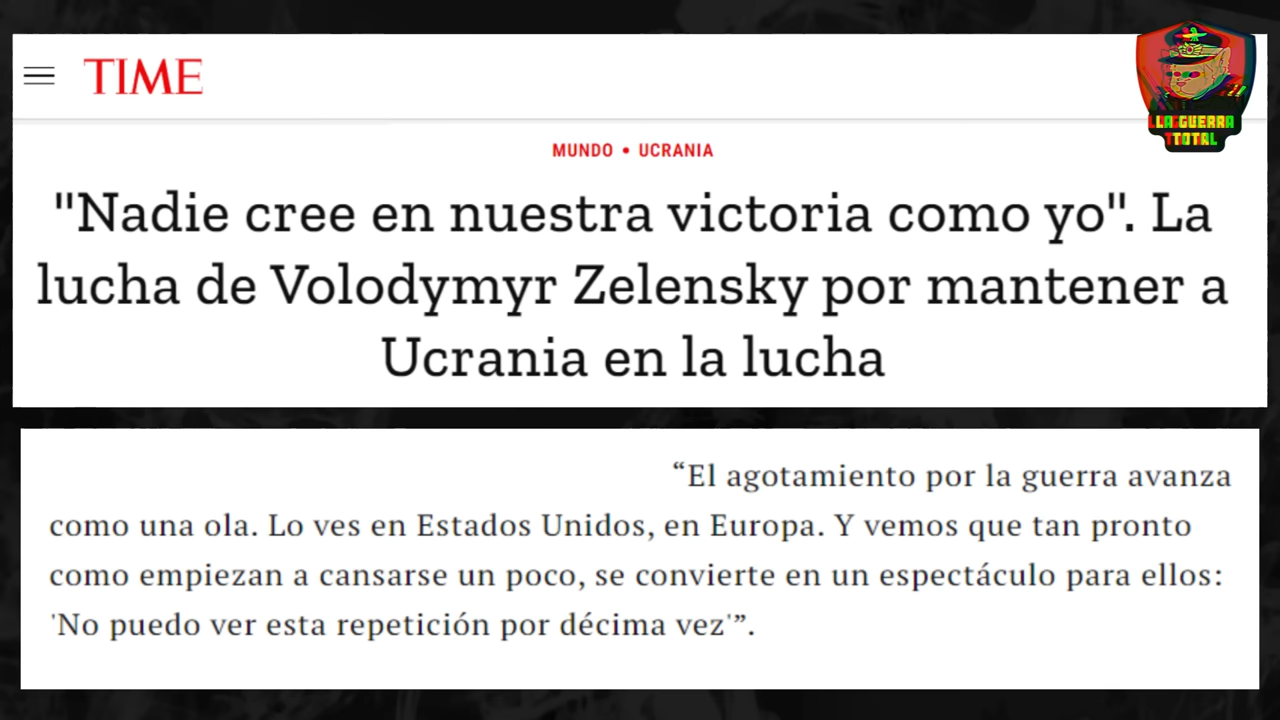 TIME
LA GUERRA
TOTAL
MUNDO • UCRANIA
"Nadie cree en nuestra victoria como yo". La
lucha de Volodymyr Zelensky por mantener a
Ucrania en la lucha
“El agotamiento por la guerra avanza
como una ola. Lo ves en Estados Unidos, en Europa. Y vemos que tan pronto
como empiezan a cansarse un poco, se convierte en un espectáculo para ellos:
'No puedo ver esta repetición por décima vez'”.